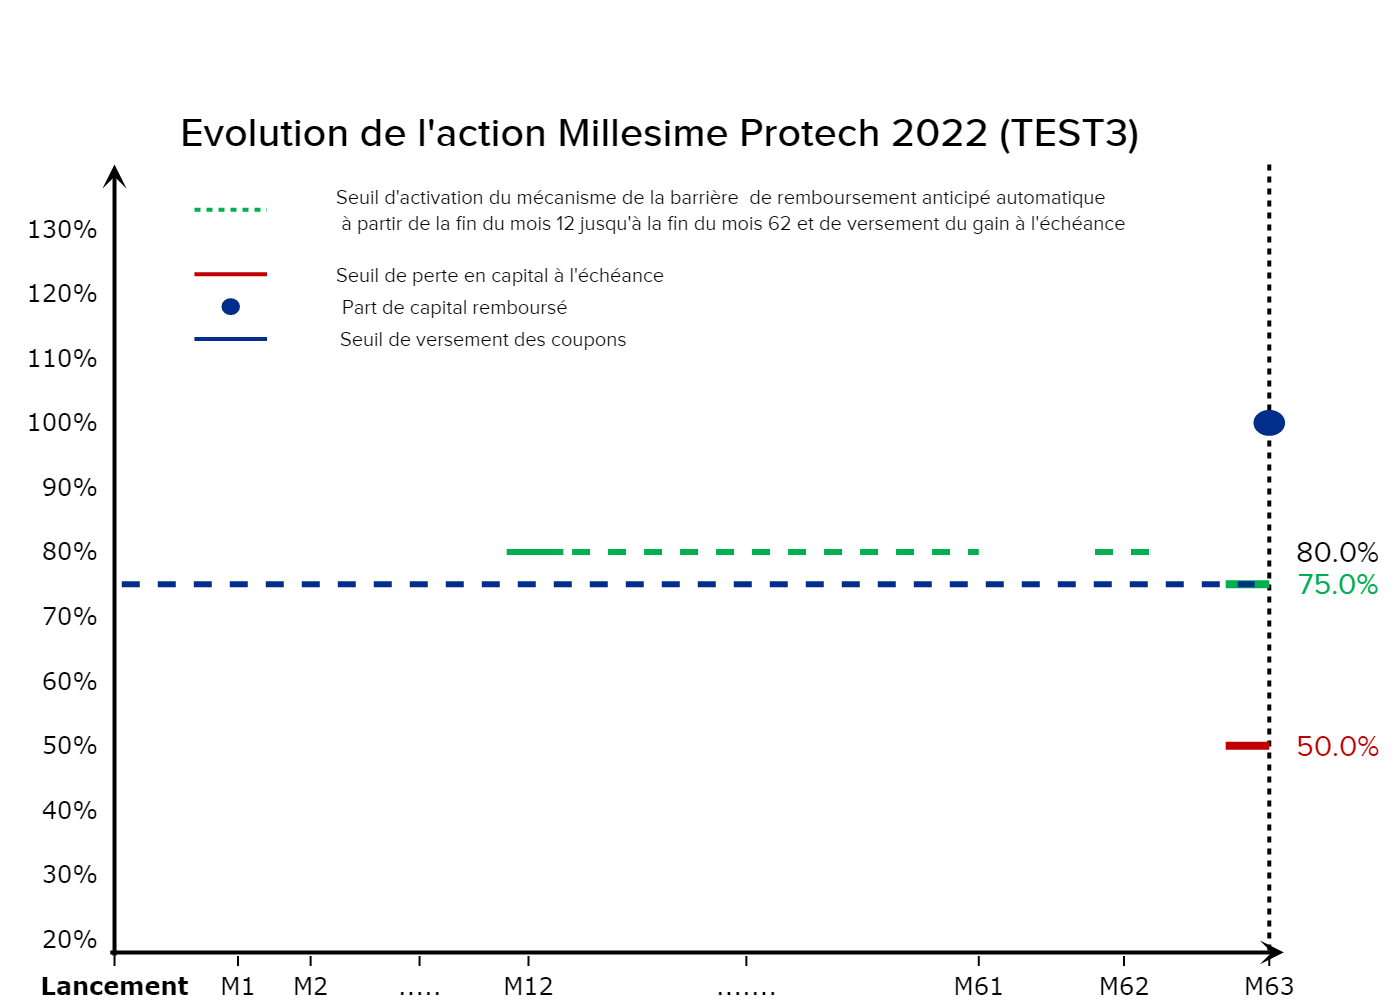 Evolution de l'action Millesime Protech 2022 (TEST3)
Seuil d'activation du mécanisme de la barrière  de remboursement anticipé automatique
à partir de la fin du mois 12 jusqu'à la fin du mois 62 et de versement du gain à l'échéance
Seuil de perte en capital à l'échéance
Part de capital remboursé
Seuil de versement des coupons
130%
120%
110%
100%
90%
80%
70%
60%
50%
40%
30%
20%
80.0%
75.0%
50.0%
Lancement M1 M2 ..... M12 ....... M61 M62 M63